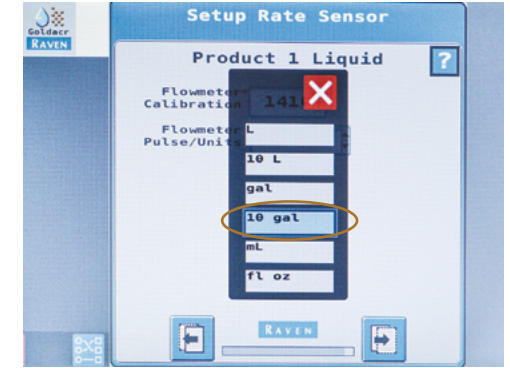 Goldacr
RAVEN
Setup Rate Sensor
Product 1 Liquid
?
Flowmeter
Calibration
141
Flowmeter
Pulse/Units
L
10 L
gal
10 gal
mL
fl oz
RAVEN